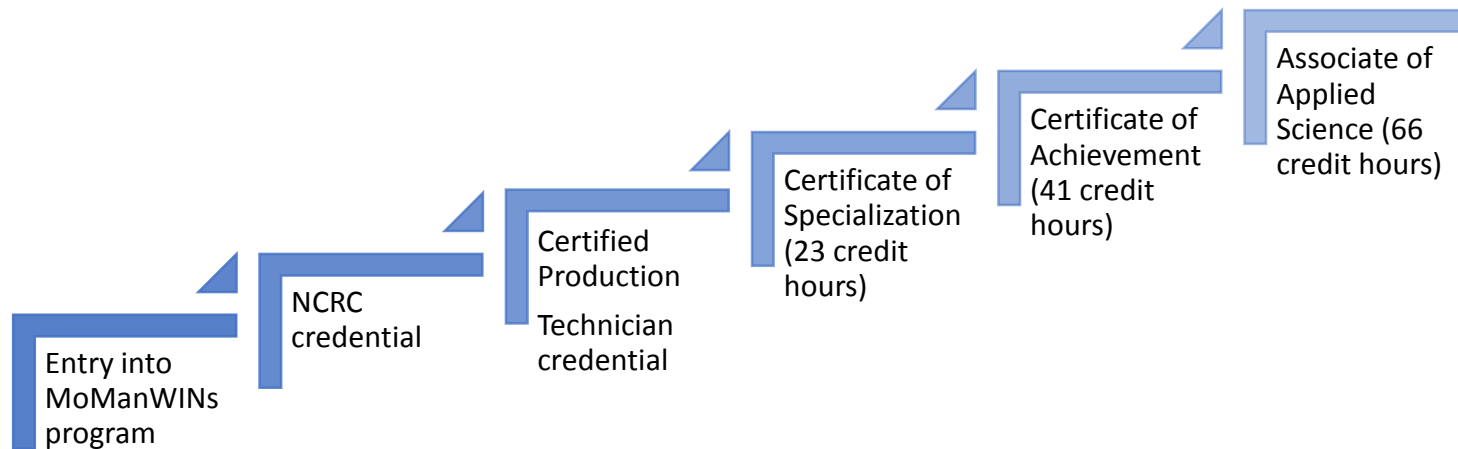 Entry into
MoManWINs
program
NCRC
credential
Certified
Production
Technician
credential
Certificate of
Specialization
(23 credit
hours)
Certificate of
Achievement
(41 credit
hours)
Associate of
Applied
Science (66
credit hours)